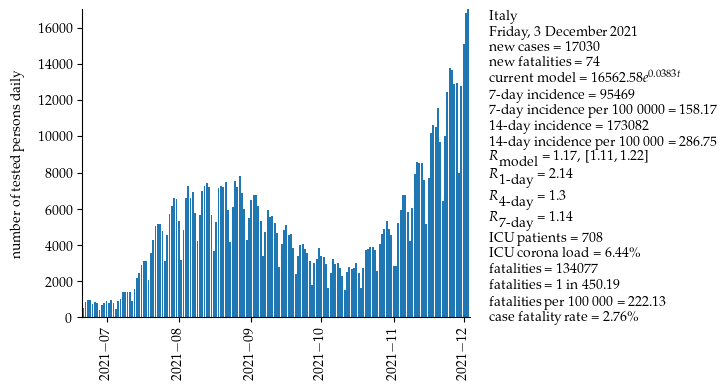 number of tested persons daily
16000
14000
12000
10000
8000
6000
4000
2000
0
2021−07
2021−08
2021−09
2021−10
2021−11
2021−12
Italy
Friday, 3 December 2021
new cases = 17030
new fatalities = 74
current model = 16562.58e^0.0383t
7-day incidence = 95469
7-day incidence per 100 0000 = 158.17
14-day incidence = 173082
14-day incidence per 100 000 = 286.75
R_model = 1.17, [1.11, 1.22]
R_1-day = 2.14
R_4-day = 1.3
R_7-day = 1.14
ICU patients = 708
ICU corona load = 6.44%
fatalities = 134077
fatalities = 1 in 450.19
fatalities per 100 000 = 222.13
case fatality rate = 2.76%